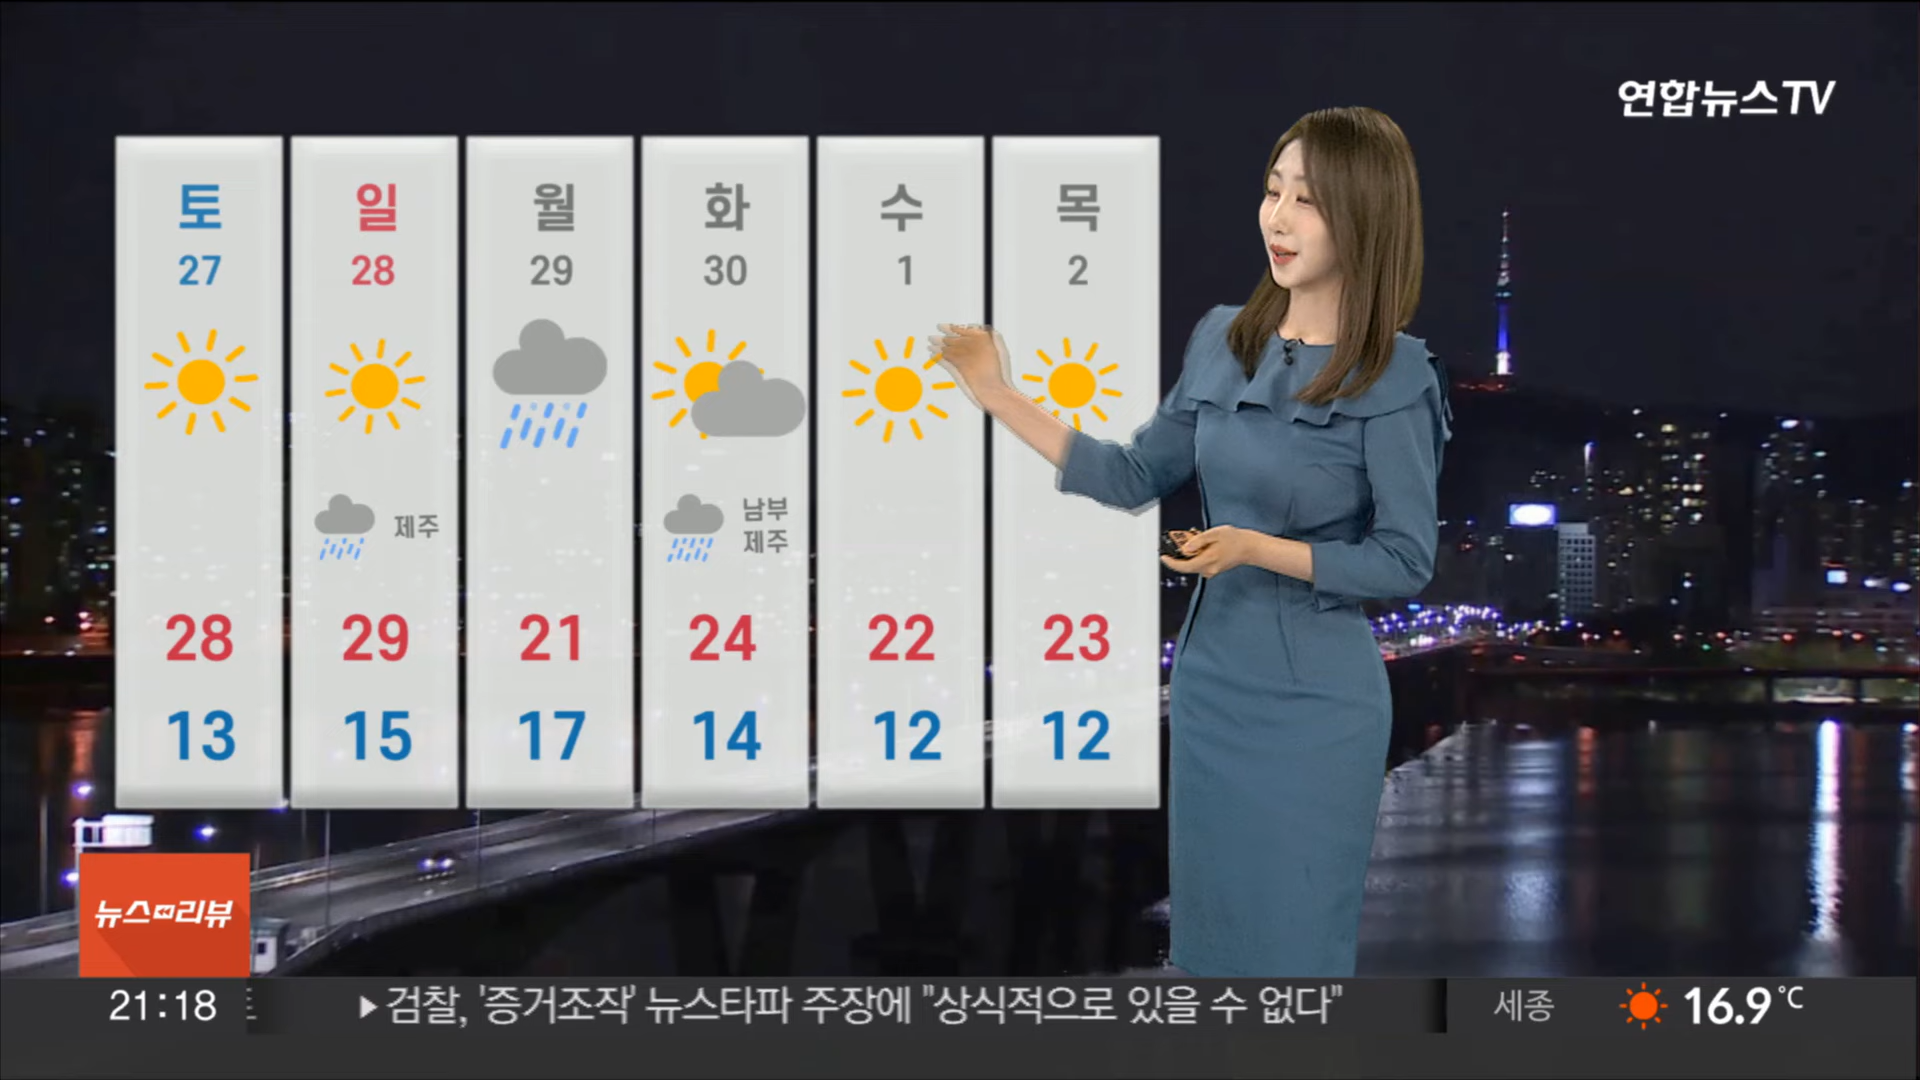 연합뉴스TV
토 일 월 화 수 목
27 28 29 30 1 2
제주
남부
제주
28 29 21 24 22 23
13 15 17 14 12 12
뉴스리뷰
21:18
▶검찰, '증거조작' 뉴스타파 주장에 "상식적으로 있을 수 없다"
세종 16.9℃